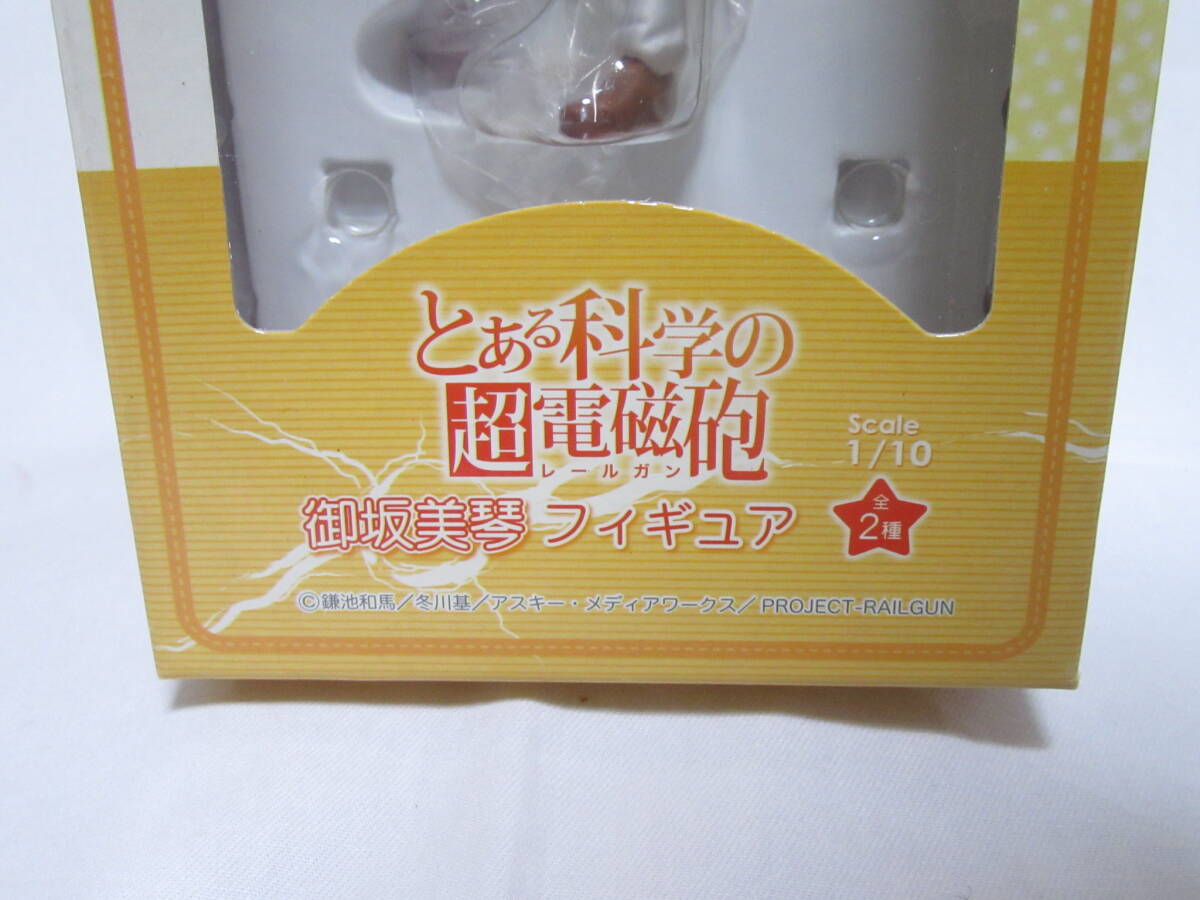 とある科学の
超電磁砲
レールガン
Scale
1/10
御坂美琴 フィギュア
全
2種
©鎌池和馬/冬川基/アスキー・メディアワークス/PROJECT-RAILGUN